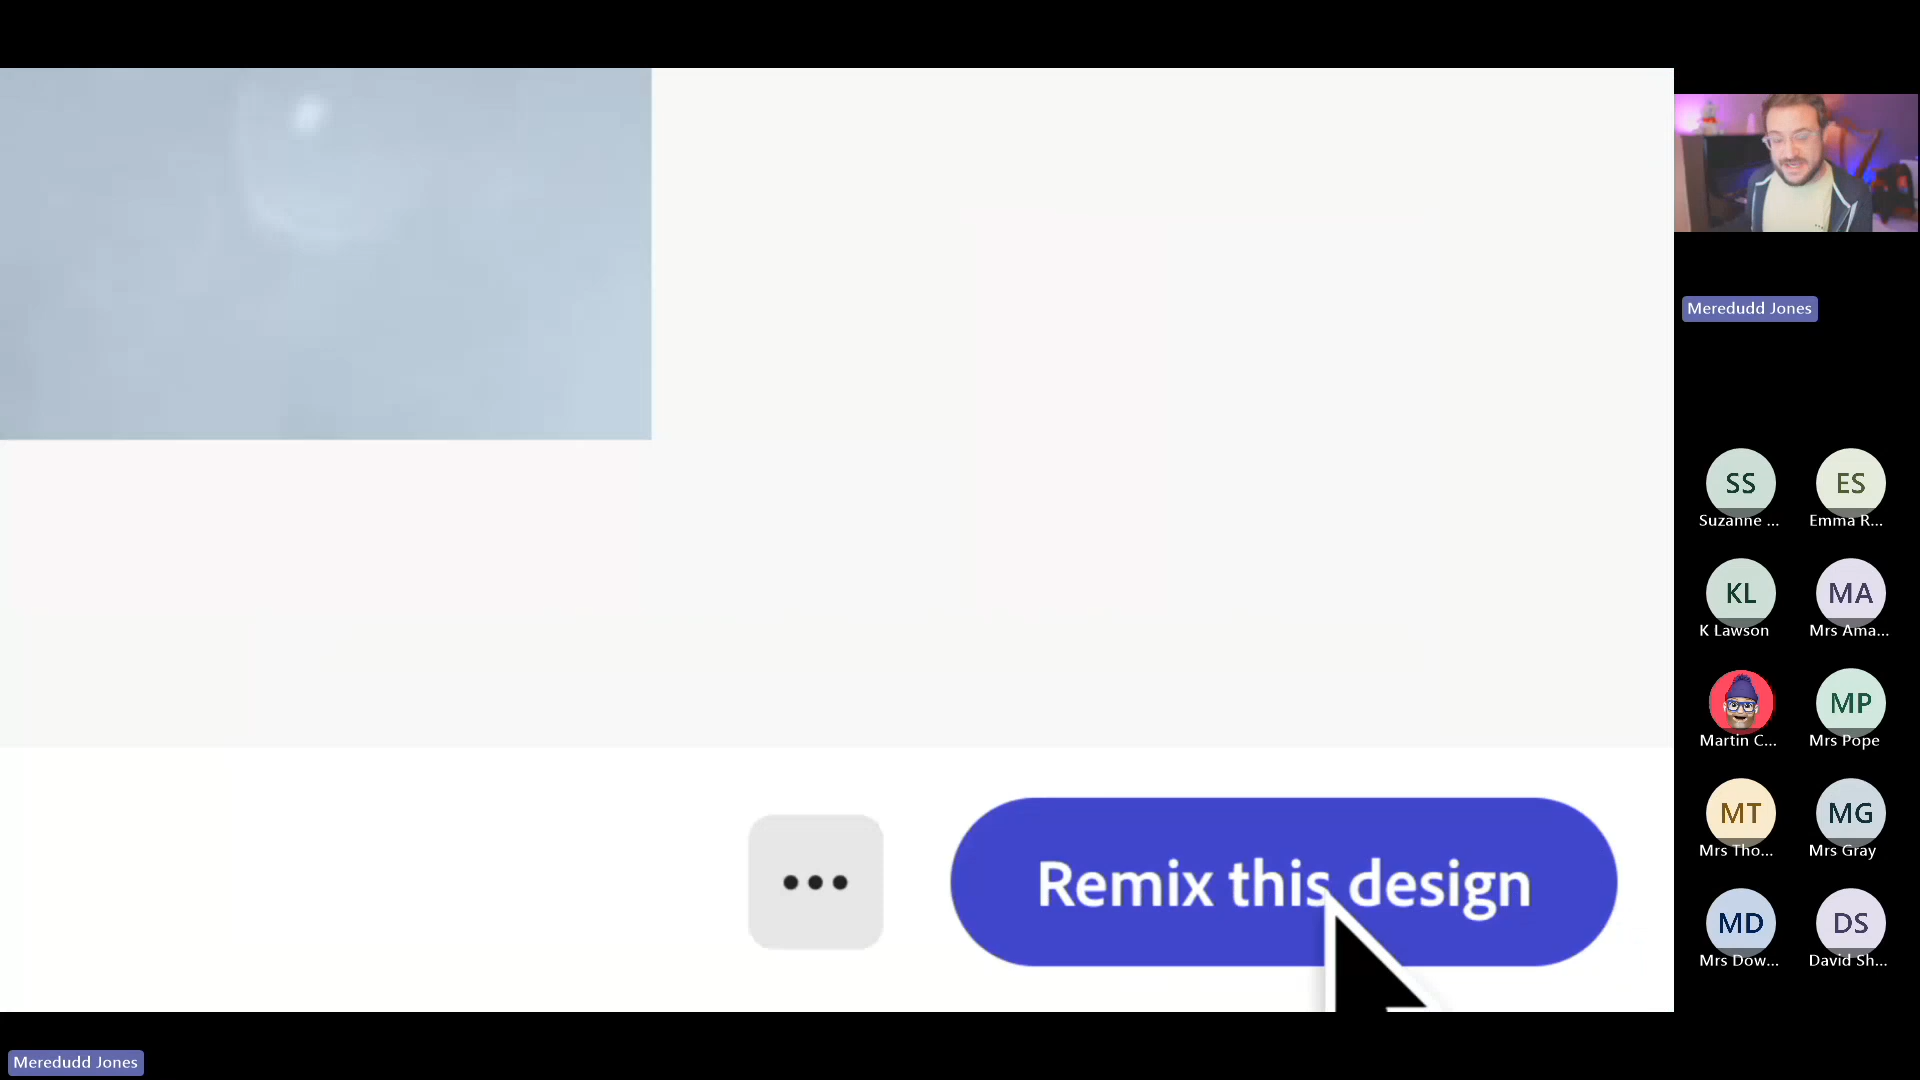 Meredudd Jones
SS
ES
Suzanne ...
Emma R...
KL
MA
K Lawson
Mrs Ama...
MP
Martin C...
Mrs Pope
MT
MG
Mrs Tho...
Mrs Gray
MD
DS
Mrs Dow...
David Sh...
Remix this design
Meredudd Jones